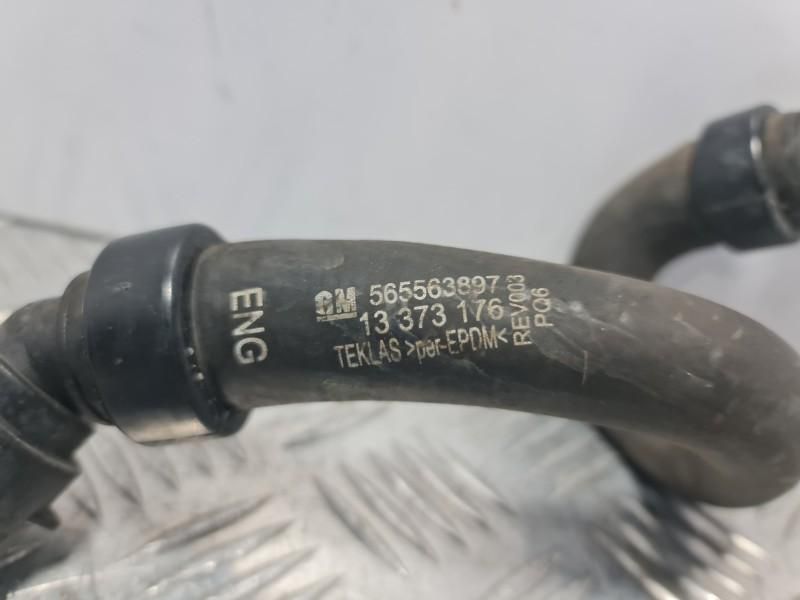 ENG
GM 565563897
13 373 176
TEKLAS >per-EPDM<
REV003
PQ6